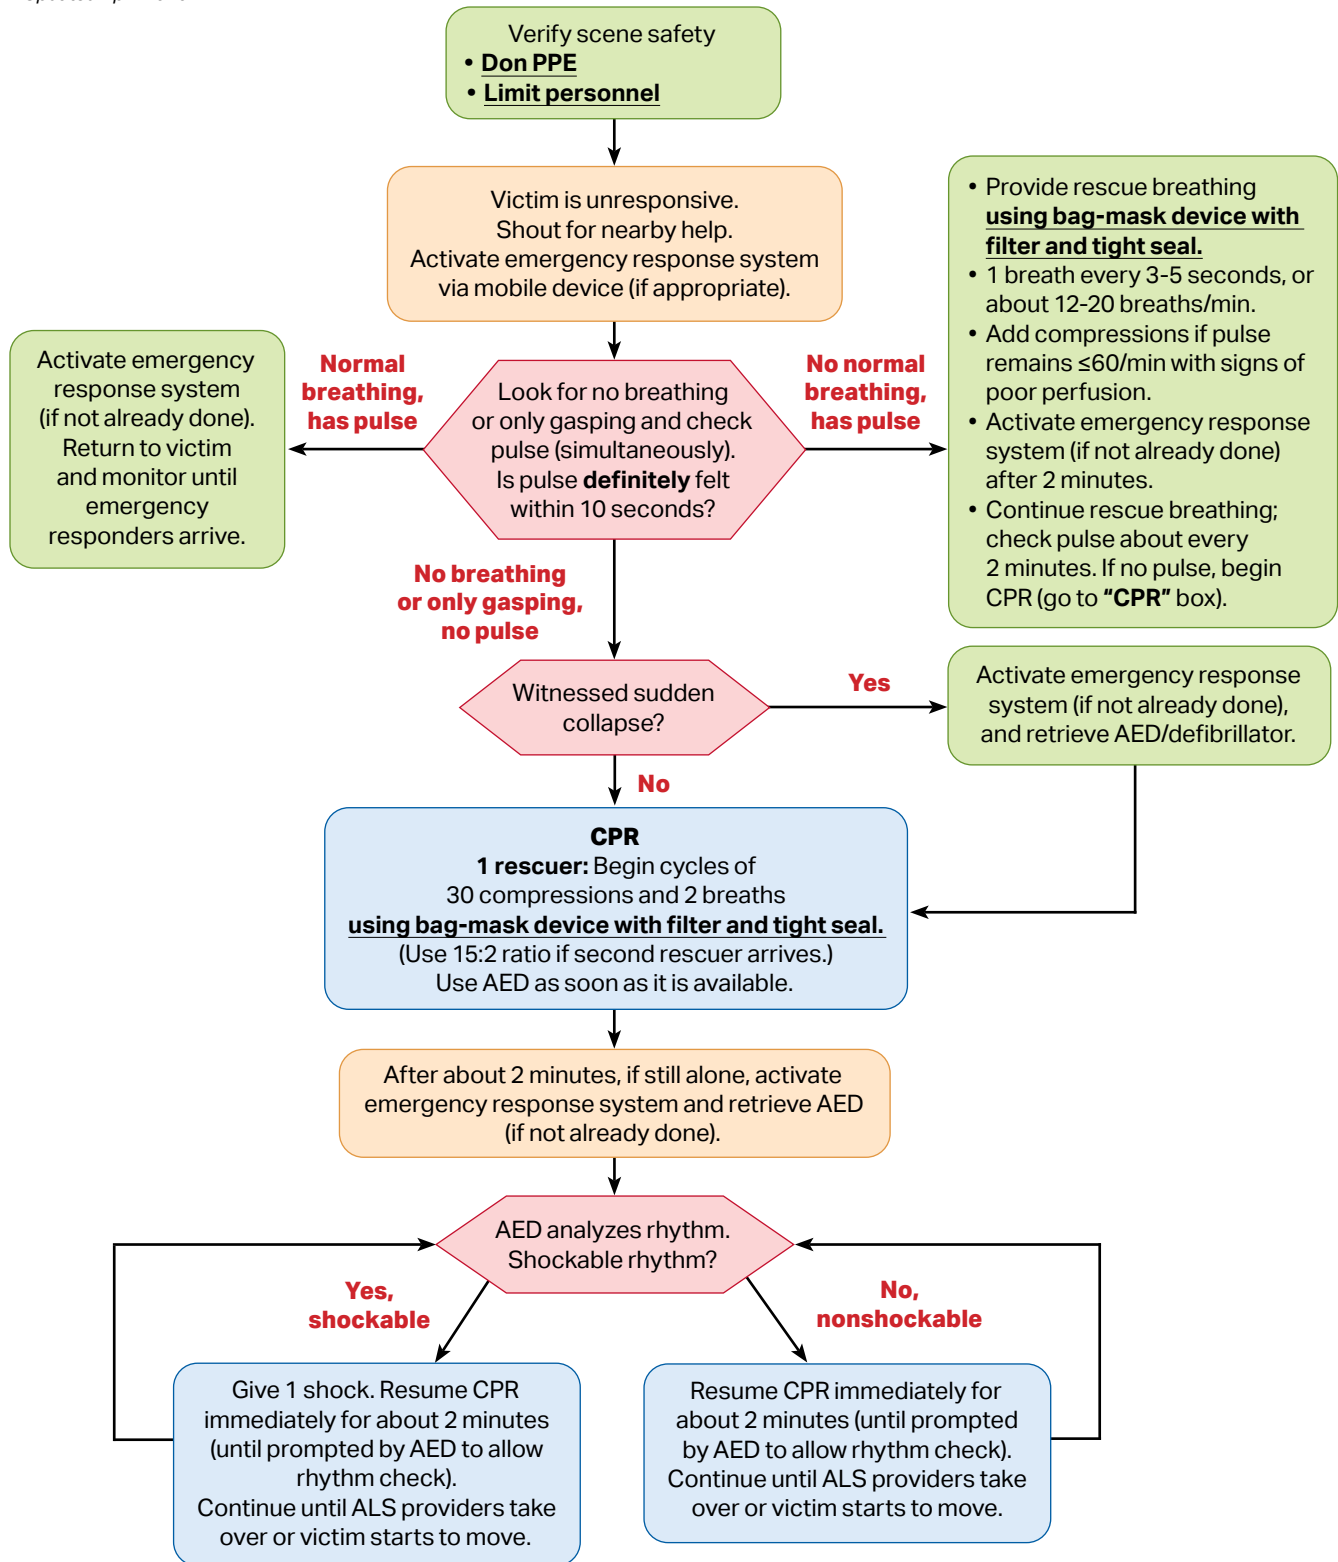 Verify scene safety
• Don PPE
• Limit personnel
Victim is unresponsive.
Shout for nearby help.
Activate emergency response system
via mobile device (if appropriate).
• Provide rescue breathing
using bag-mask device with
filter and tight seal.
• 1 breath every 3-5 seconds, or
about 12-20 breaths/min.
• Add compressions if pulse
remains ≤60/min with signs of
poor perfusion.
• Activate emergency response
system (if not already done)
after 2 minutes.
• Continue rescue breathing;
check pulse about every
2 minutes. If no pulse, begin
CPR (go to "CPR" box).
Activate emergency
response system
(if not already done).
Return to victim
and monitor until
emergency
responders arrive.
Normal
breathing,
has pulse
Look for no breathing
or only gasping and check
pulse (simultaneously).
Is pulse definitely felt
within 10 seconds?
No normal
breathing,
has pulse
No breathing
or only gasping,
no pulse
Witnessed sudden
collapse?
Yes
Activate emergency response
system (if not already done),
and retrieve AED/defibrillator.
No
CPR
1 rescuer: Begin cycles of
30 compressions and 2 breaths
using bag-mask device with filter and tight seal.
(Use 15:2 ratio if second rescuer arrives.)
Use AED as soon as it is available.
After about 2 minutes, if still alone, activate
emergency response system and retrieve AED
(if not already done).
AED analyzes rhythm.
Shockable rhythm?
Yes,
shockable
No,
nonshockable
Give 1 shock. Resume CPR
immediately for about 2 minutes
(until prompted by AED to allow
rhythm check).
Continue until ALS providers take
over or victim starts to move.
Resume CPR immediately for
about 2 minutes (until prompted
by AED to allow rhythm check).
Continue until ALS providers take
over or victim starts to move.